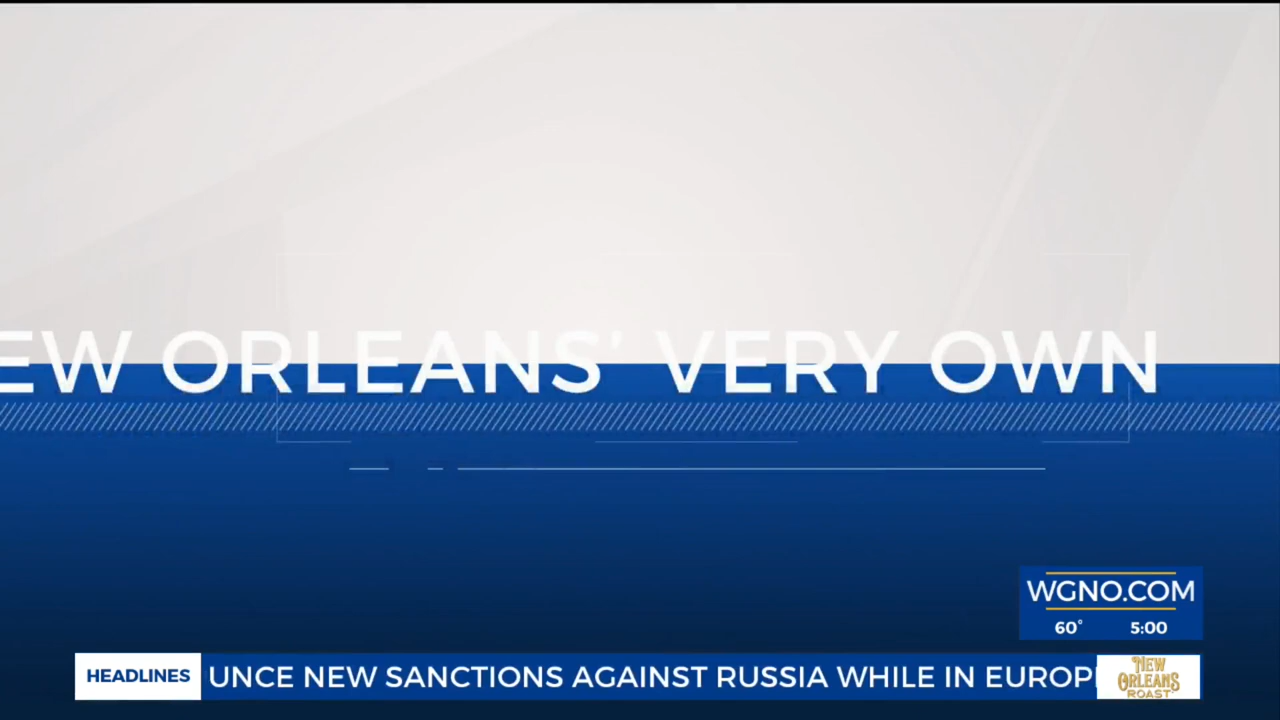 EW ORLEANS' VERY OWN
WGNO.COM
60° 5:00
HEADLINES
UNCE NEW SANCTIONS AGAINST RUSSIA WHILE IN EUROP
NEW
ORLEANS
ROAST